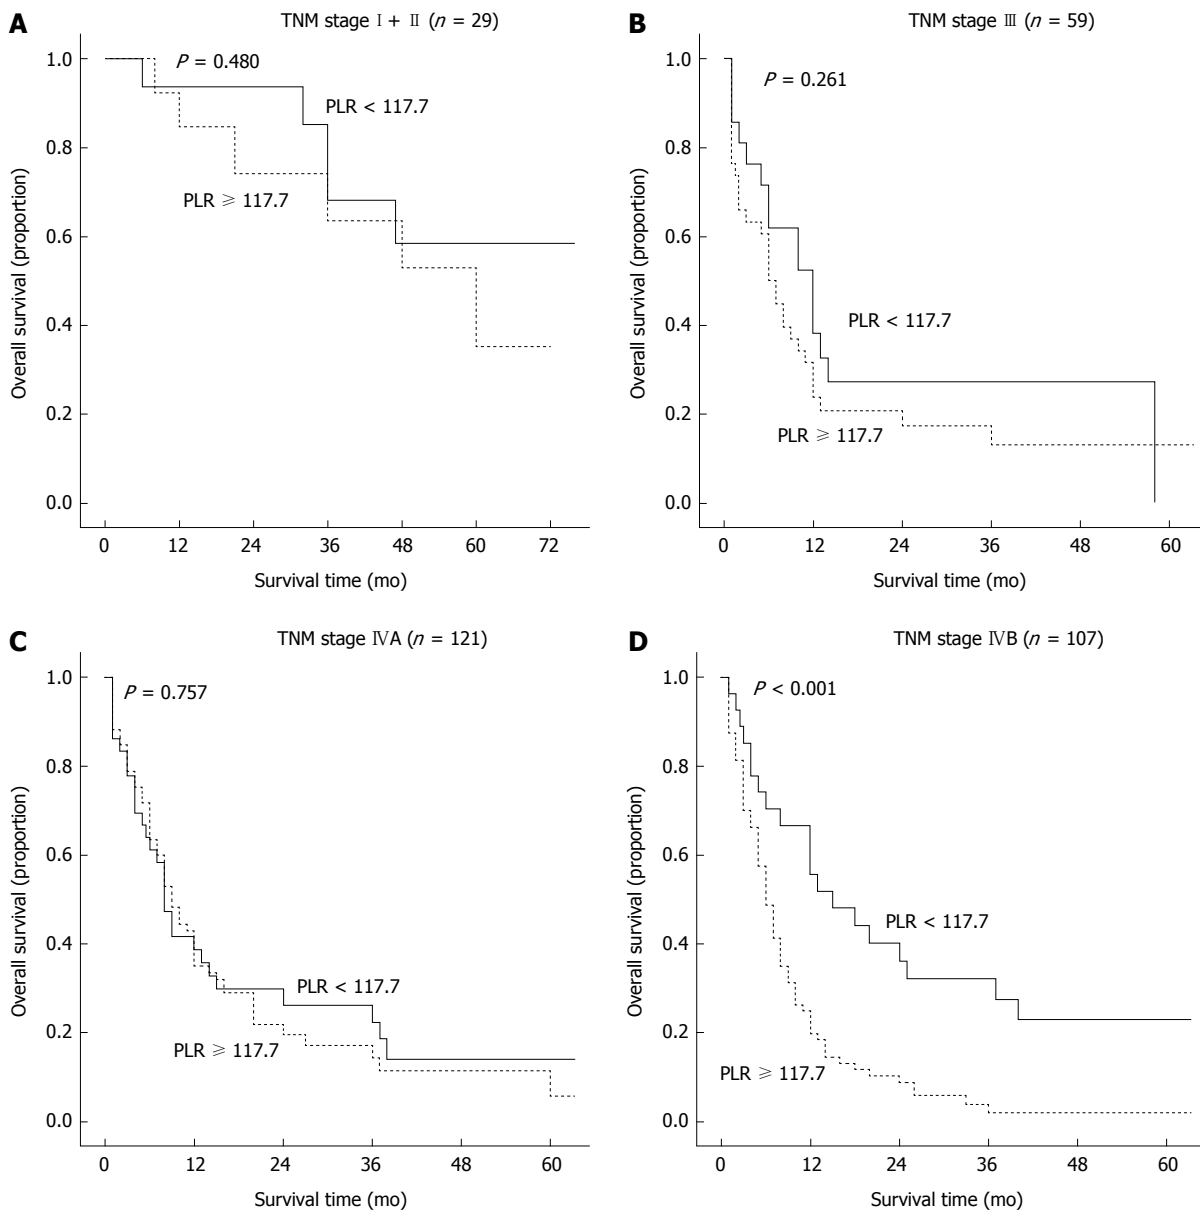 A
TNM stage Ⅰ + Ⅱ (n = 29)
P = 0.480
PLR < 117.7
PLR ⩾ 117.7
Overall survival (proportion)
1.0
0.8
0.6
0.4
0.2
0.0
0 12 24 36 48 60 72
Survival time (mo)
B
TNM stage Ⅲ (n = 59)
P = 0.261
PLR < 117.7
PLR ⩾ 117.7
Overall survival (proportion)
1.0
0.8
0.6
0.4
0.2
0.0
0 12 24 36 48 60
Survival time (mo)
C
TNM stage ⅣA (n = 121)
P = 0.757
PLR < 117.7
PLR ⩾ 117.7
Overall survival (proportion)
1.0
0.8
0.6
0.4
0.2
0.0
0 12 24 36 48 60
Survival time (mo)
D
TNM stage ⅣB (n = 107)
P < 0.001
PLR < 117.7
PLR ⩾ 117.7
Overall survival (proportion)
1.0
0.8
0.6
0.4
0.2
0.0
0 12 24 36 48 60
Survival time (mo)